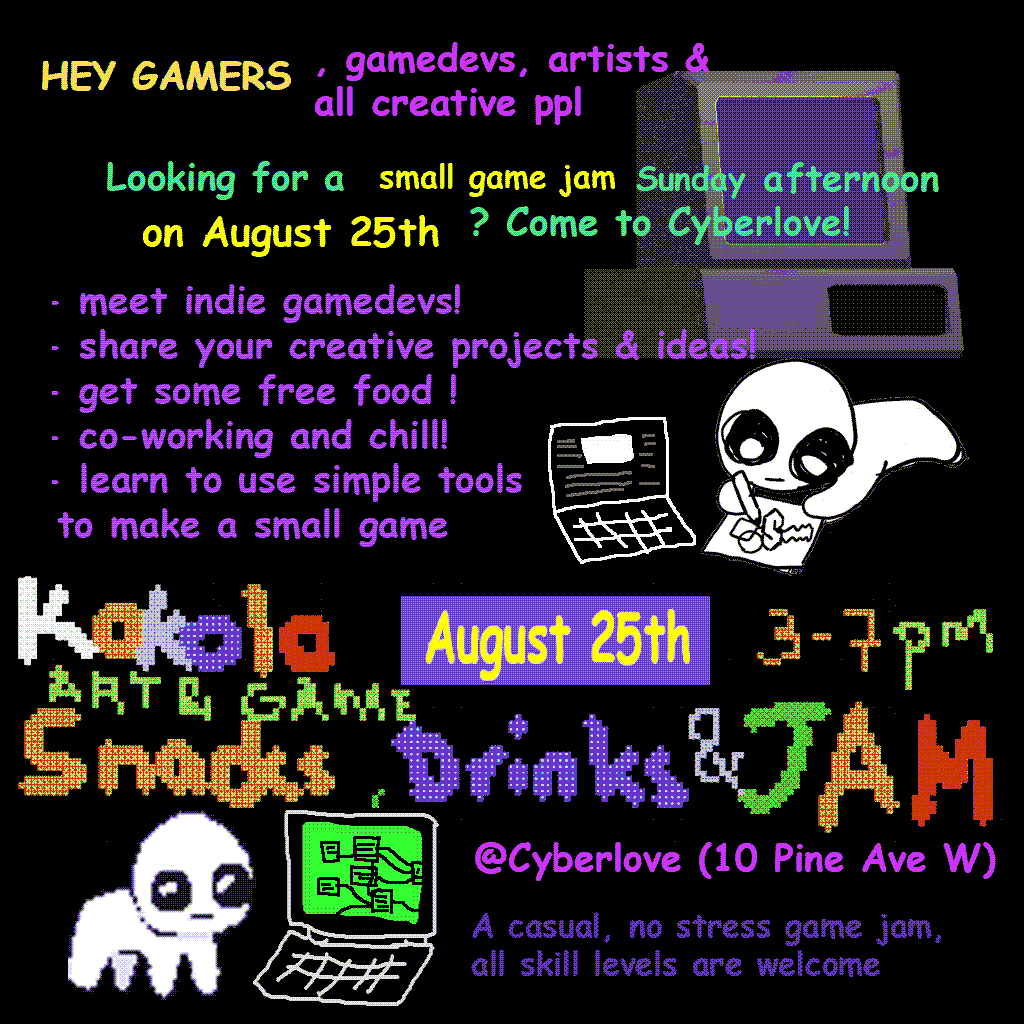 HEY GAMERS , gamedevs, artists &
all creative ppl
Looking for a small game jam Sunday afternoon
on August 25th ? Come to Cyberlove!
- meet indie gamedevs!
- share your creative projects & ideas!
- get some free food !
- co-working and chill!
- learn to use simple tools
to make a small game
Kokola August 25th 3-7pm
ART & GAME
Snacks, Drinks & JAM
@Cyberlove (10 Pine Ave W)
A casual, no stress game jam,
all skill levels are welcome